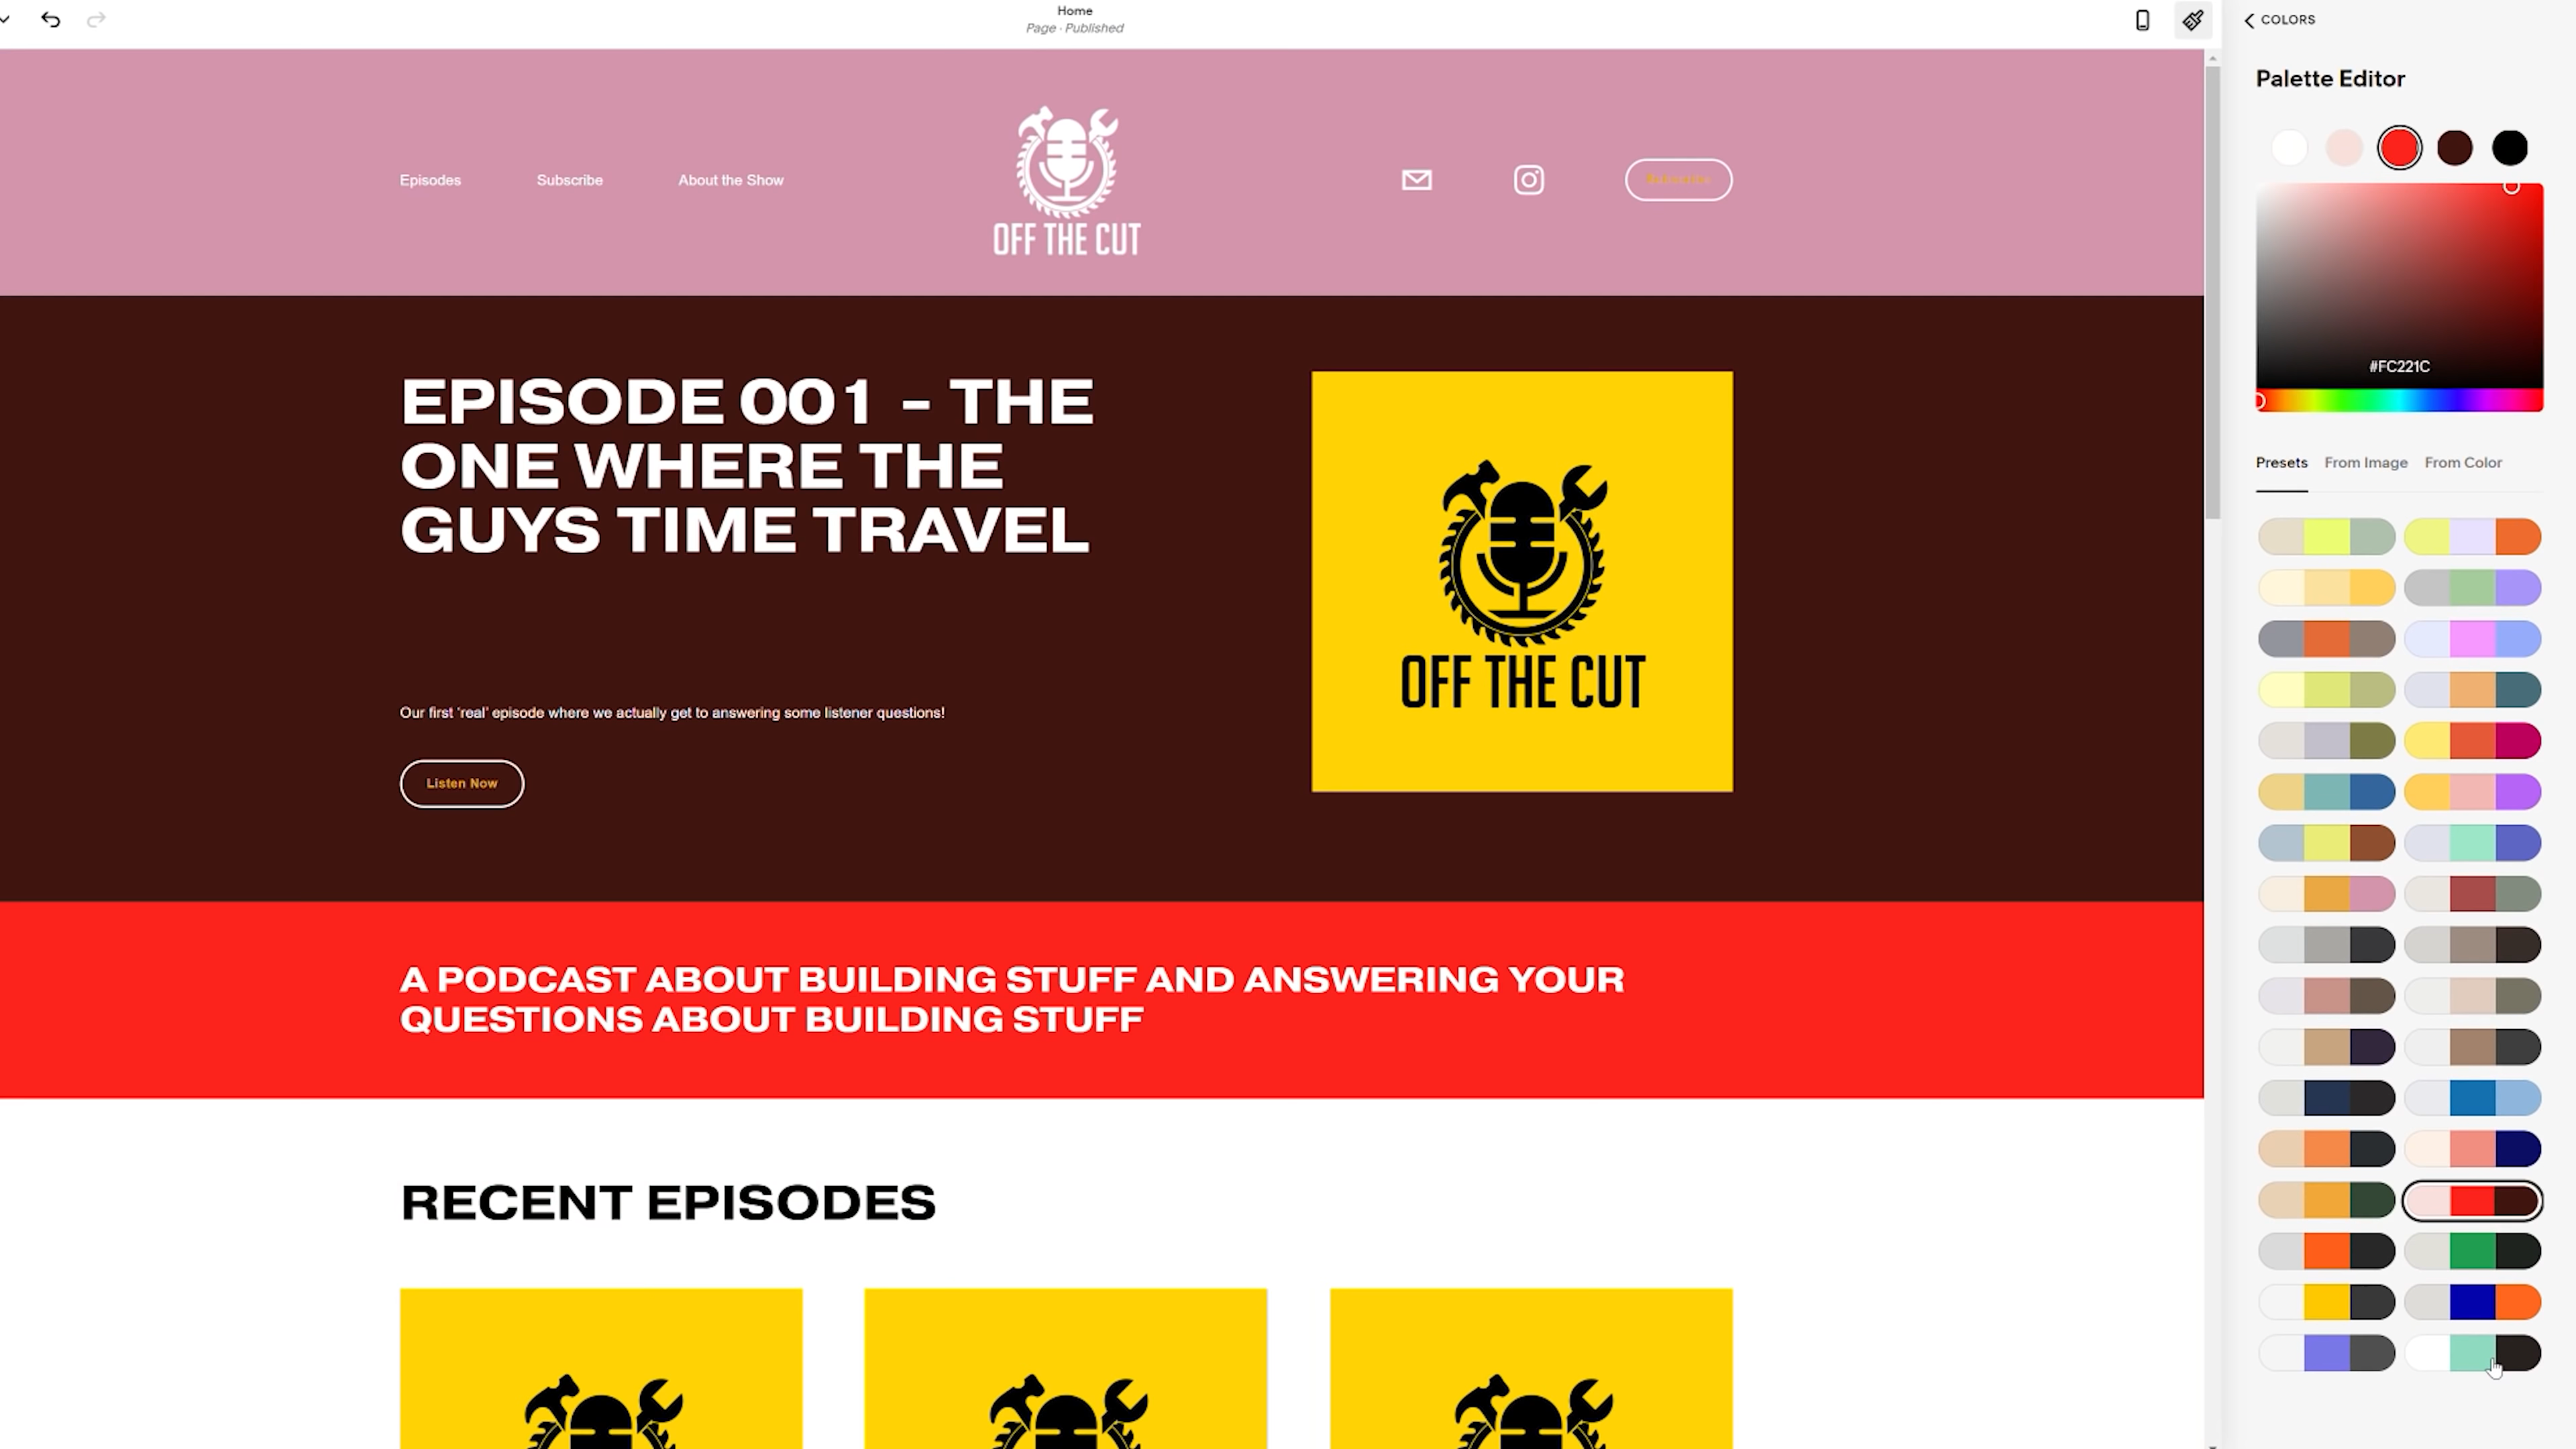 Home
Page · Published
COLORS
Palette Editor
Episodes
Subscribe
About the Show
OFF THE CUT
#FC221C
EPISODE 001 – THE
ONE WHERE THE
GUYS TIME TRAVEL
OFF THE CUT
Our first 'real' episode where we actually get to answering some listener questions!
Listen Now
Presets
From Image
From Color
A PODCAST ABOUT BUILDING STUFF AND ANSWERING YOUR
QUESTIONS ABOUT BUILDING STUFF
RECENT EPISODES